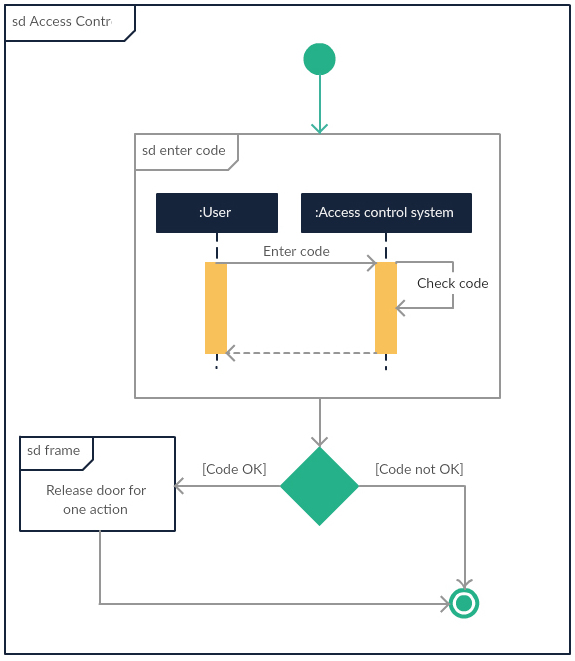 sd Access Contr
sd enter code
:User
:Access control system
Enter code
Check code
[Code OK]
[Code not OK]
sd frame
Release door for
one action